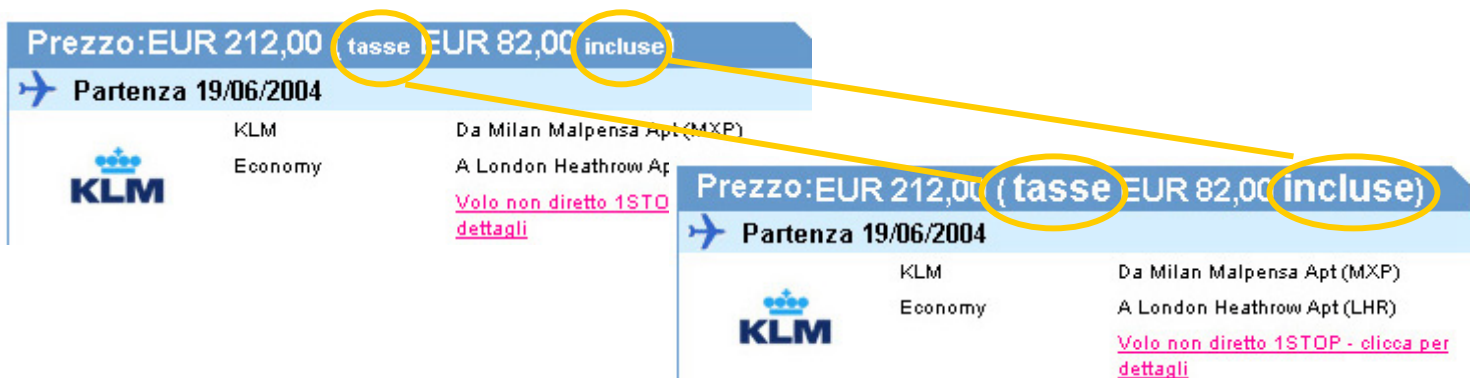 Prezzo:EUR 212,00 ( tasse EUR 82,00 incluse)
Partenza 19/06/2004
KLM Da Milan Malpensa Apt (MXP)
KLM
Economy A London Heathrow Ap
Volo non diretto 1STO
dettagli
Prezzo:EUR 212,00 ( tasse EUR 82,00 incluse)
Partenza 19/06/2004
KLM Da Milan Malpensa Apt (MXP)
KLM
Economy A London Heathrow Apt (LHR)
Volo non diretto 1STOP - clicca per
dettagli